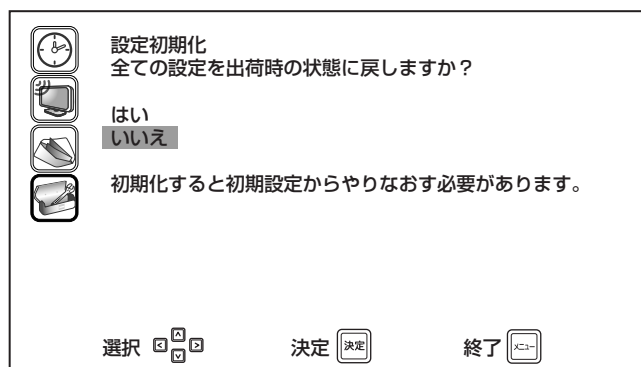 設定初期化
全ての設定を出荷時の状態に戻しますか？
はい
いいえ
初期化すると初期設定からやりなおす必要があります。
選択 決定 決定 終了 メニュー